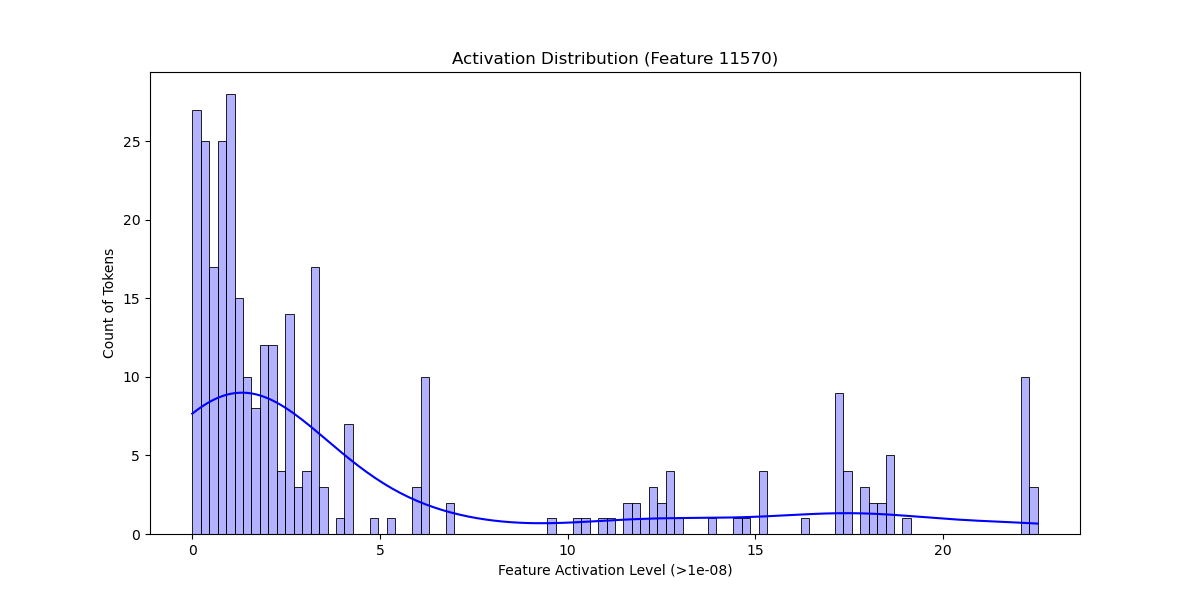 Activation Distribution (Feature 11570)
25
20
15
10
5
0
Count of Tokens
0 5 10 15 20
Feature Activation Level (>1e-08)